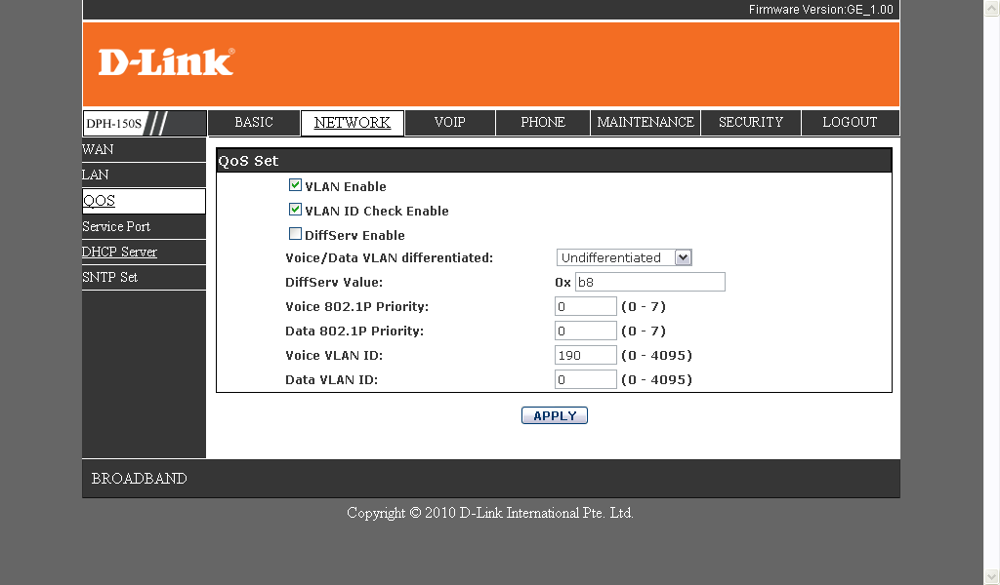 Firmware Version:GE_1.00
D-Link®
DPH-150S BASIC NETWORK VOIP PHONE MAINTENANCE SECURITY LOGOUT
WAN
LAN
QOS
Service Port
DHCP Server
SNTP Set
QoS Set
VLAN Enable
VLAN ID Check Enable
DiffServ Enable
Voice/Data VLAN differentiated: Undifferentiated
DiffServ Value: 0x b8
Voice 802.1P Priority: 0 (0 - 7)
Data 802.1P Priority: 0 (0 - 7)
Voice VLAN ID: 190 (0 - 4095)
Data VLAN ID: 0 (0 - 4095)
APPLY
BROADBAND
Copyright © 2010 D-Link International Pte. Ltd.